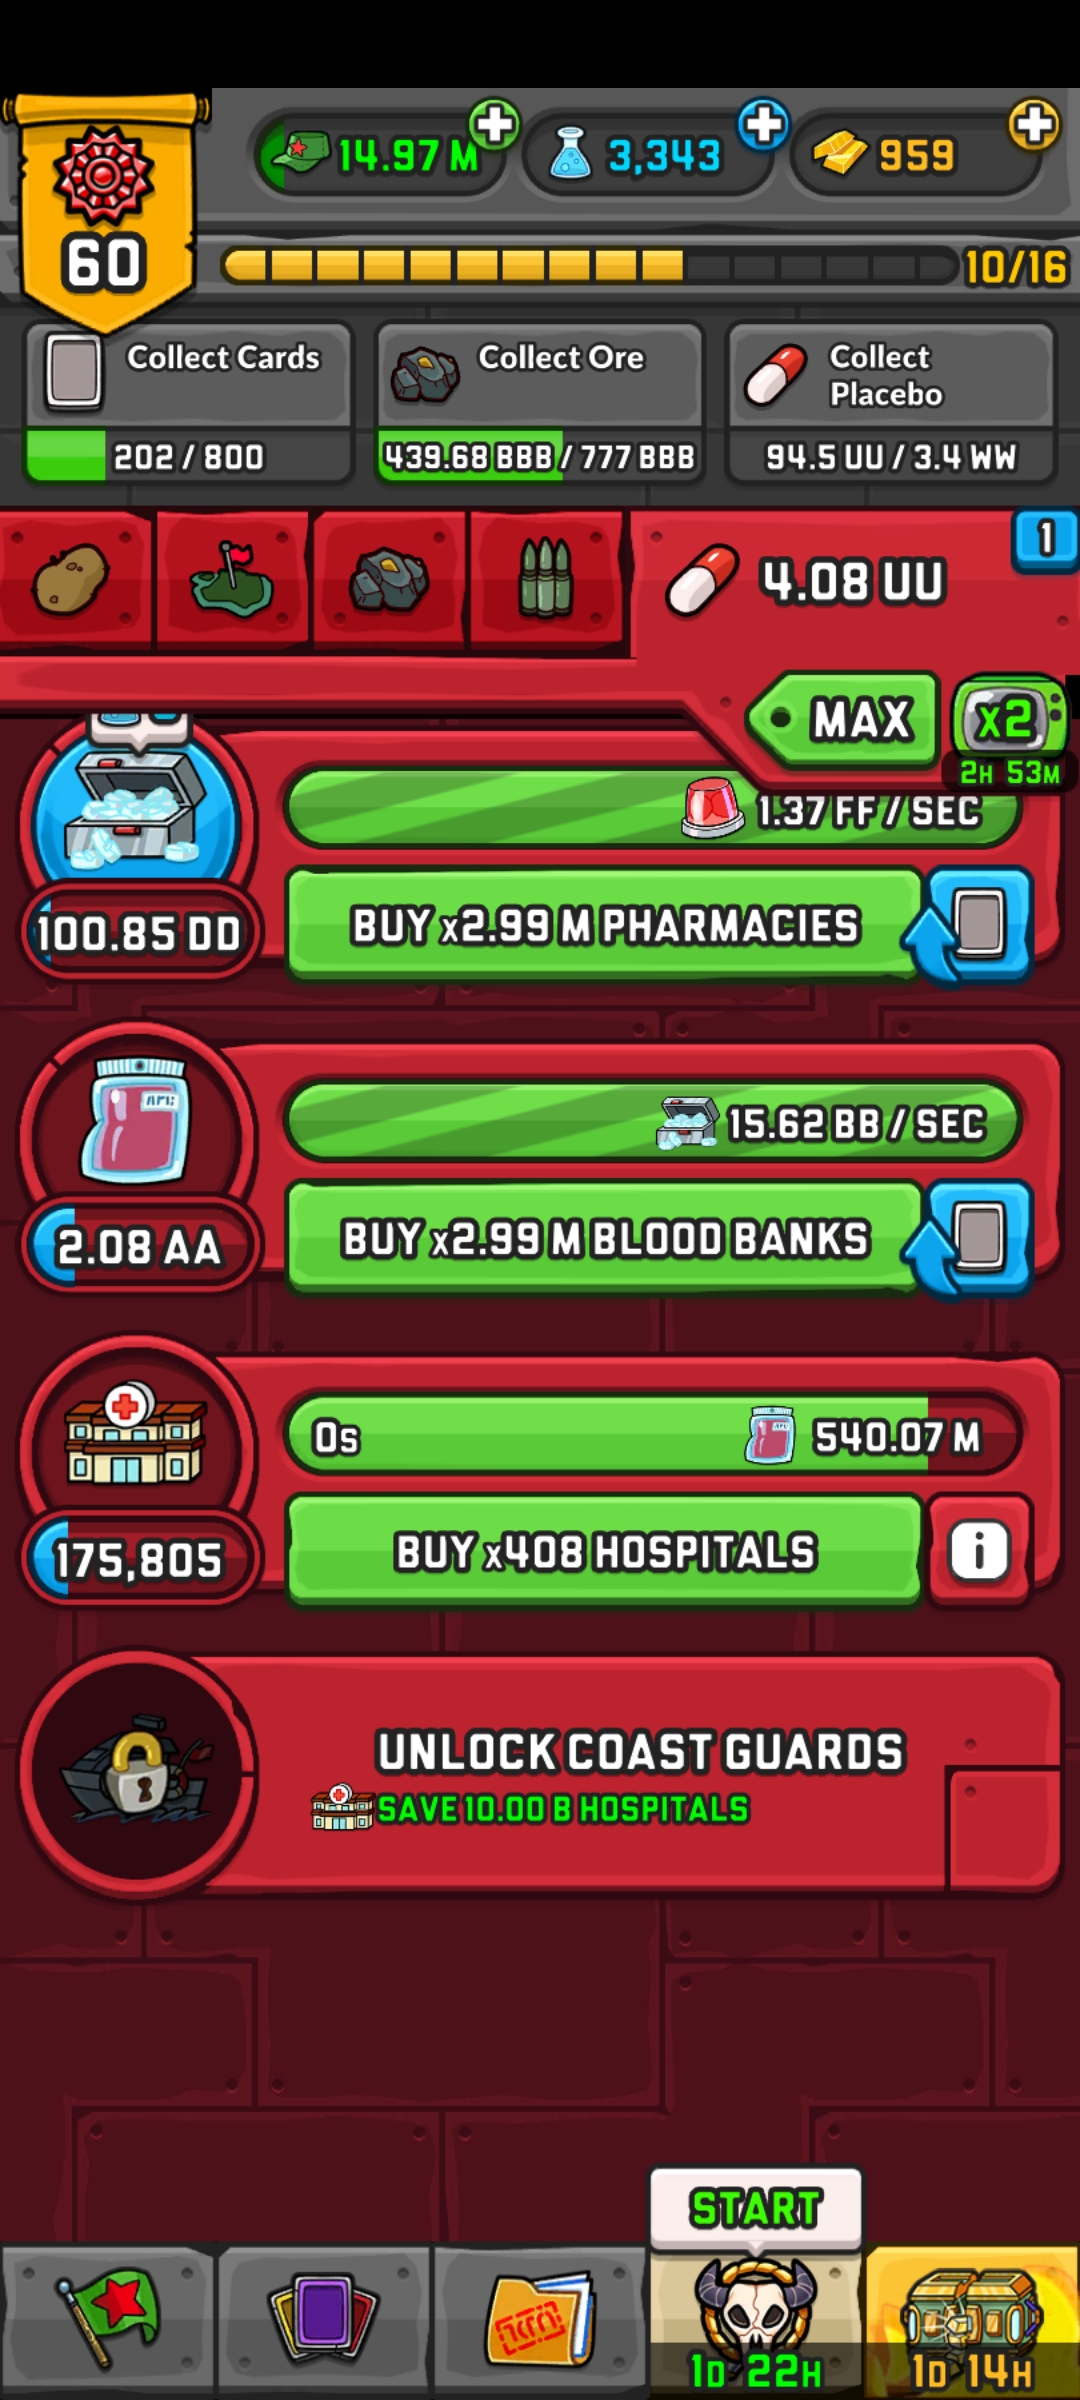 60
14.97 M
3,343
959
10/16
Collect Cards
202 / 800
Collect Ore
439.68 BBB / 777 BBB
Collect
Placebo
94.5 UU / 3.4 WW
4.08 UU
1
MAX
x2
2H 53M
1.37 FF / SEC
100.85 DD
BUY x2.99 M PHARMACIES
15.62 BB / SEC
2.08 AA
BUY x2.99 M BLOOD BANKS
0s
540.07 M
175,805
BUY x408 HOSPITALS
i
UNLOCK COAST GUARDS
SAVE 10.00 B HOSPITALS
START
1D 22H
1D 14H